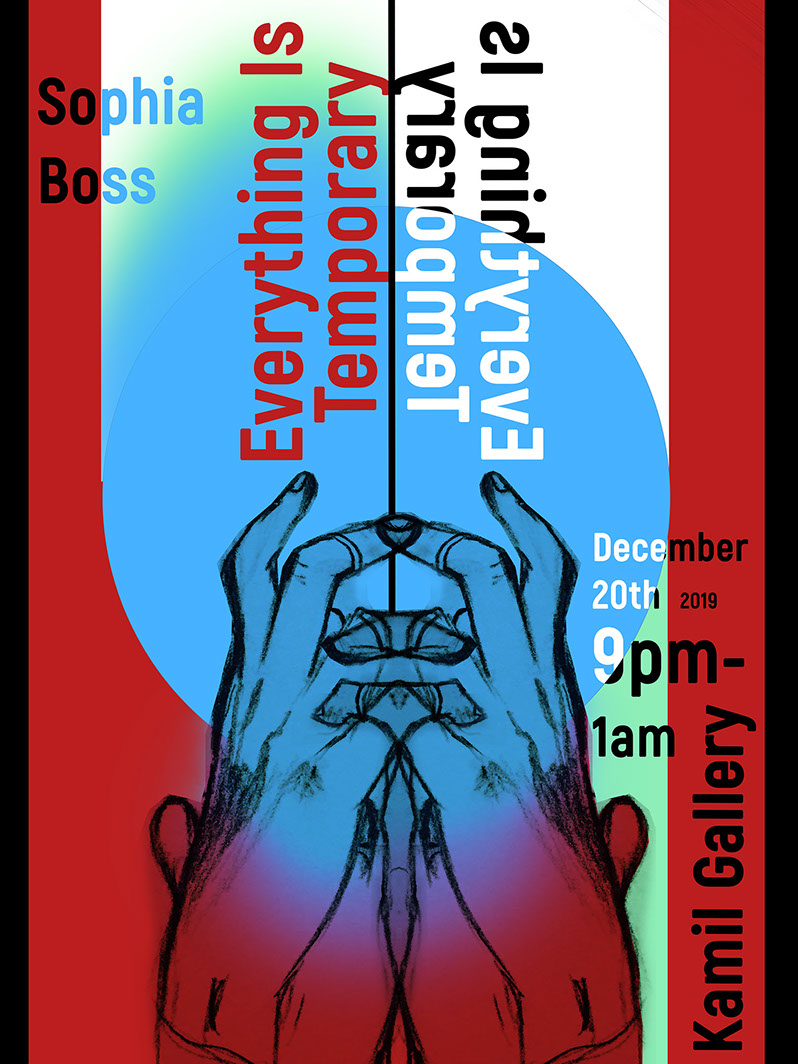 Sophia
Boss
Everything Is
Temporary
Temporary
Everything Is
December
20th 2019
9pm-
1am
Kamil Gallery